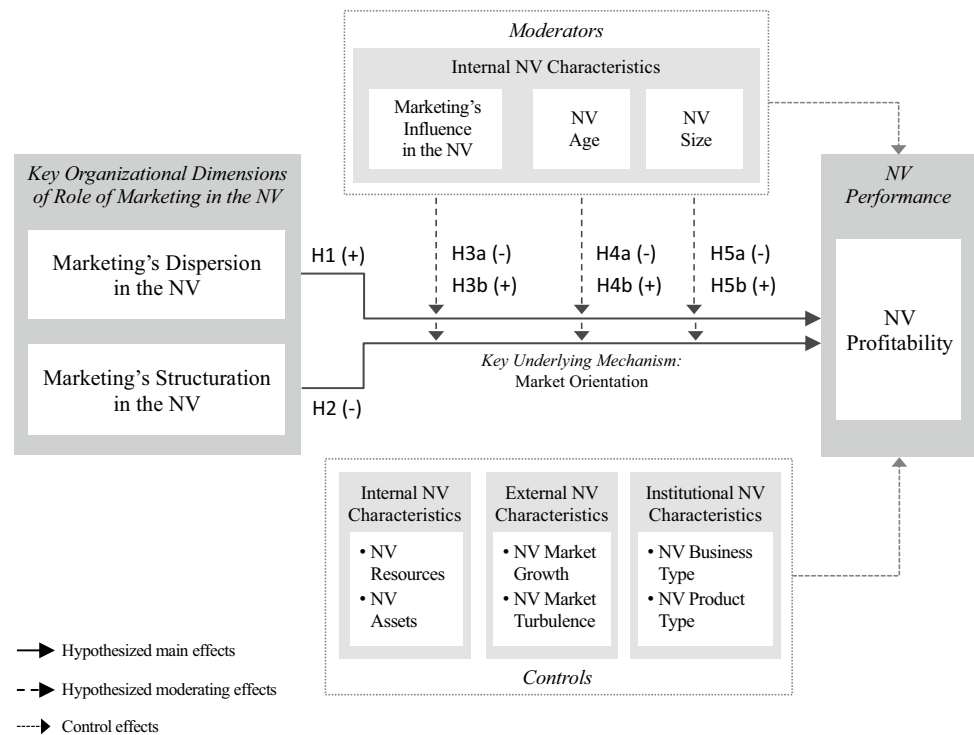 Moderators
Internal NV Characteristics
Marketing's
Influence
in the NV
NV
Age
NV
Size
Key Organizational Dimensions
of Role of Marketing in the NV
Marketing's Dispersion
in the NV
Marketing's Structuration
in the NV
H1 (+)
H2 (-)
H3a (-)
H3b (+)
H4a (-)
H4b (+)
H5a (-)
H5b (+)
Key Underlying Mechanism:
Market Orientation
NV
Performance
NV
Profitability
Internal NV
Characteristics
• NV
Resources
• NV
Assets
External NV
Characteristics
• NV Market
Growth
• NV Market
Turbulence
Institutional NV
Characteristics
• NV Business
Type
• NV Product
Type
Controls
Hypothesized main effects
Hypothesized moderating effects
Control effects